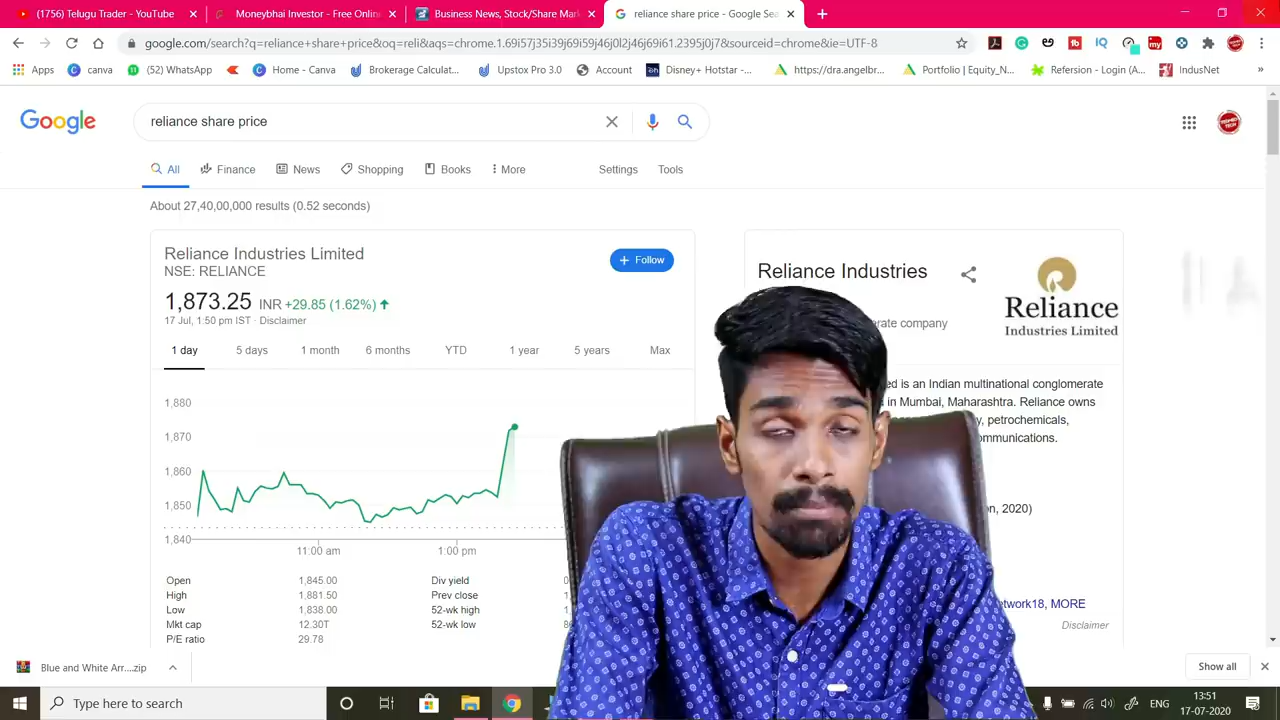 (1756) Telugu Trader - YouTube
Moneybhai Investor - Free Onlin
Business News, Stock/Share Mark
reliance share price - Google Sea
google.com/search?q=reliance+share+price&oq=reli&aqs=chrome.1.69i57j35i39j69i59j46j0l2j46j69i61.2395j0j7&sourceid=chrome&ie=UTF-8
Apps
canva
(52) WhatsApp
Home - Canva
Brokerage Calculat...
Upstox Pro 3.0
Account
Disney+ Hotstar -...
https://dra.angelbr...
Portfolio | Equity_N...
Refersion - Login (A...
IndusNet
»
Google
reliance share price
All
Finance
News
Shopping
Books
More
Settings
Tools
About 27,40,00,000 results (0.52 seconds)
Reliance Industries Limited
NSE: RELIANCE
+ Follow
1,873.25 INR +29.85 (1.62%)
17 Jul, 1:50 pm IST - Disclaimer
1 day
5 days
1 month
6 months
YTD
1 year
5 years
Max
1,880
1,870
1,860
1,850
1,840
11:00 am
1:00 pm
Open 1,845.00
High 1,881.50
Low 1,838.00
Mkt cap 12.30T
P/E ratio 29.78
Div yield
Prev close
52-wk high
52-wk low
Reliance Industries
Reliance
Industries Limited
company
is an Indian multinational conglomerate
in Mumbai, Maharashtra. Reliance owns
petrochemicals,
2020)
MORE
Disclaimer
Blue and White Arr....zip
Show all
Type here to search
ENG
13:51
17-07-2020